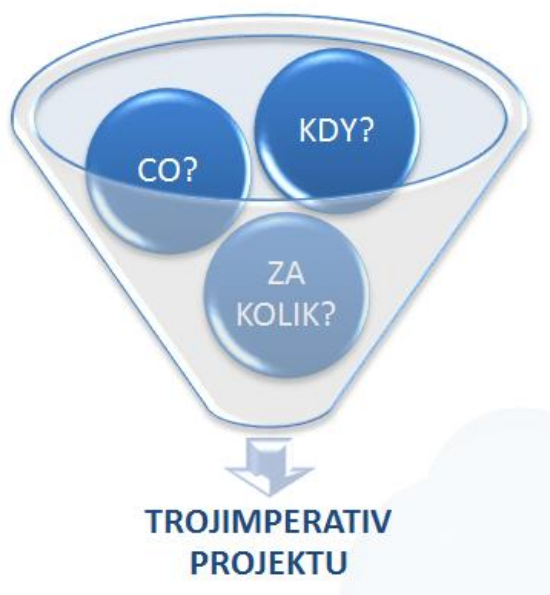 CO?
KDY?
ZA
KOLIK?
TROJIMPERATIV
PROJEKTU